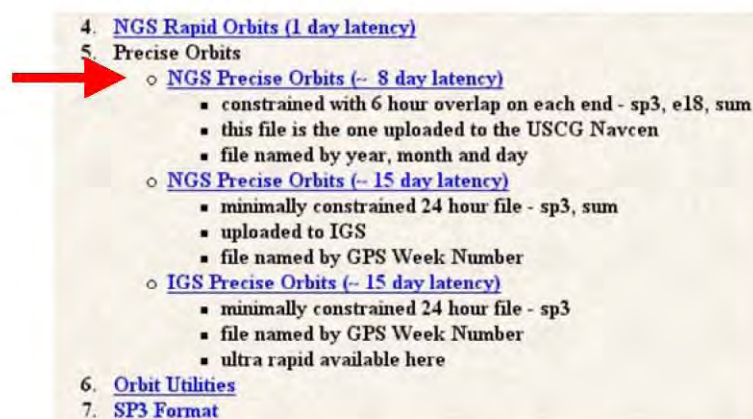 4. NGS Rapid Orbits (1 day latency)
5. Precise Orbits
○ NGS Precise Orbits (~ 8 day latency)
▪ constrained with 6 hour overlap on each end - sp3, e18, sum
▪ this file is the one uploaded to the USCG Navcen
▪ file named by year, month and day
○ NGS Precise Orbits (~ 15 day latency)
▪ minimally constrained 24 hour file - sp3, sum
▪ uploaded to IGS
▪ file named by GPS Week Number
○ IGS Precise Orbits (~ 15 day latency)
▪ minimally constrained 24 hour file - sp3
▪ file named by GPS Week Number
▪ ultra rapid available here
6. Orbit Utilities
7. SP3 Format